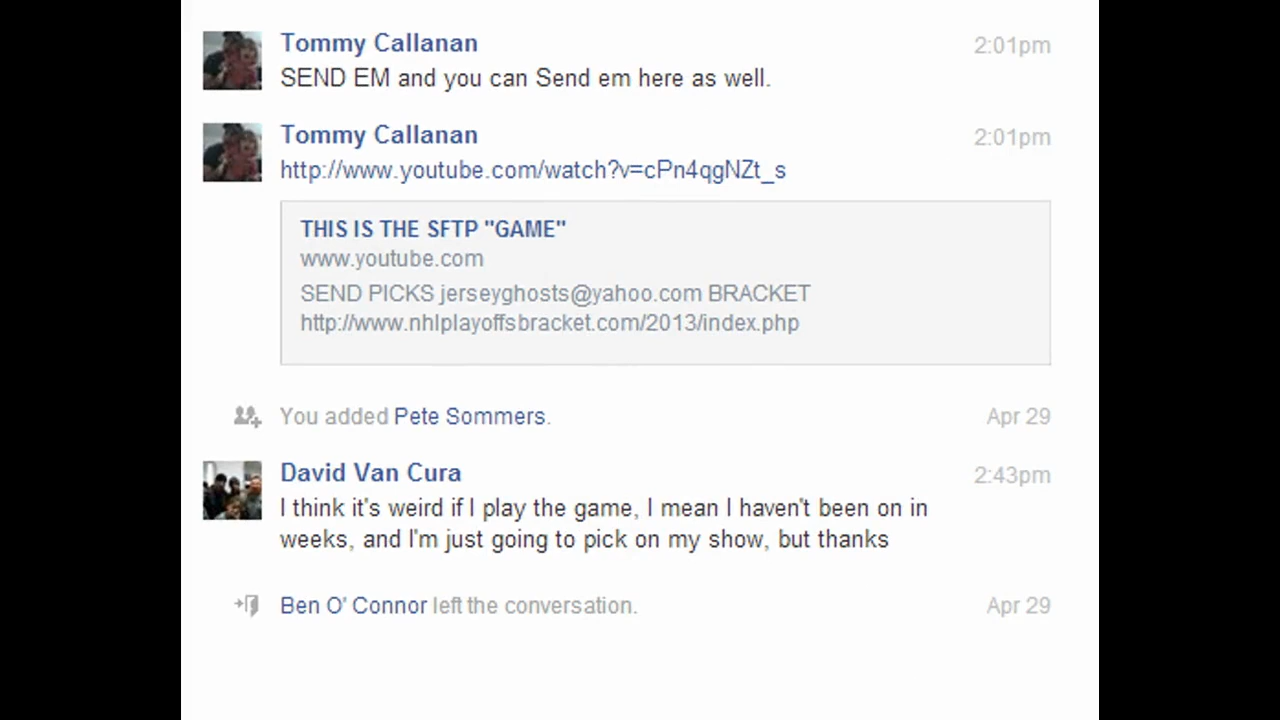 Tommy Callanan 2:01pm
SEND EM and you can Send em here as well.
Tommy Callanan 2:01pm
http://www.youtube.com/watch?v=cPn4qgNZt_s
THIS IS THE SFTP "GAME"
www.youtube.com
SEND PICKS jerseyghosts@yahoo.com BRACKET
http://www.nhlplayoffsbracket.com/2013/index.php
You added Pete Sommers. Apr 29
David Van Cura 2:43pm
I think it's weird if I play the game, I mean I haven't been on in
weeks, and I'm just going to pick on my show, but thanks
Ben O' Connor left the conversation. Apr 29